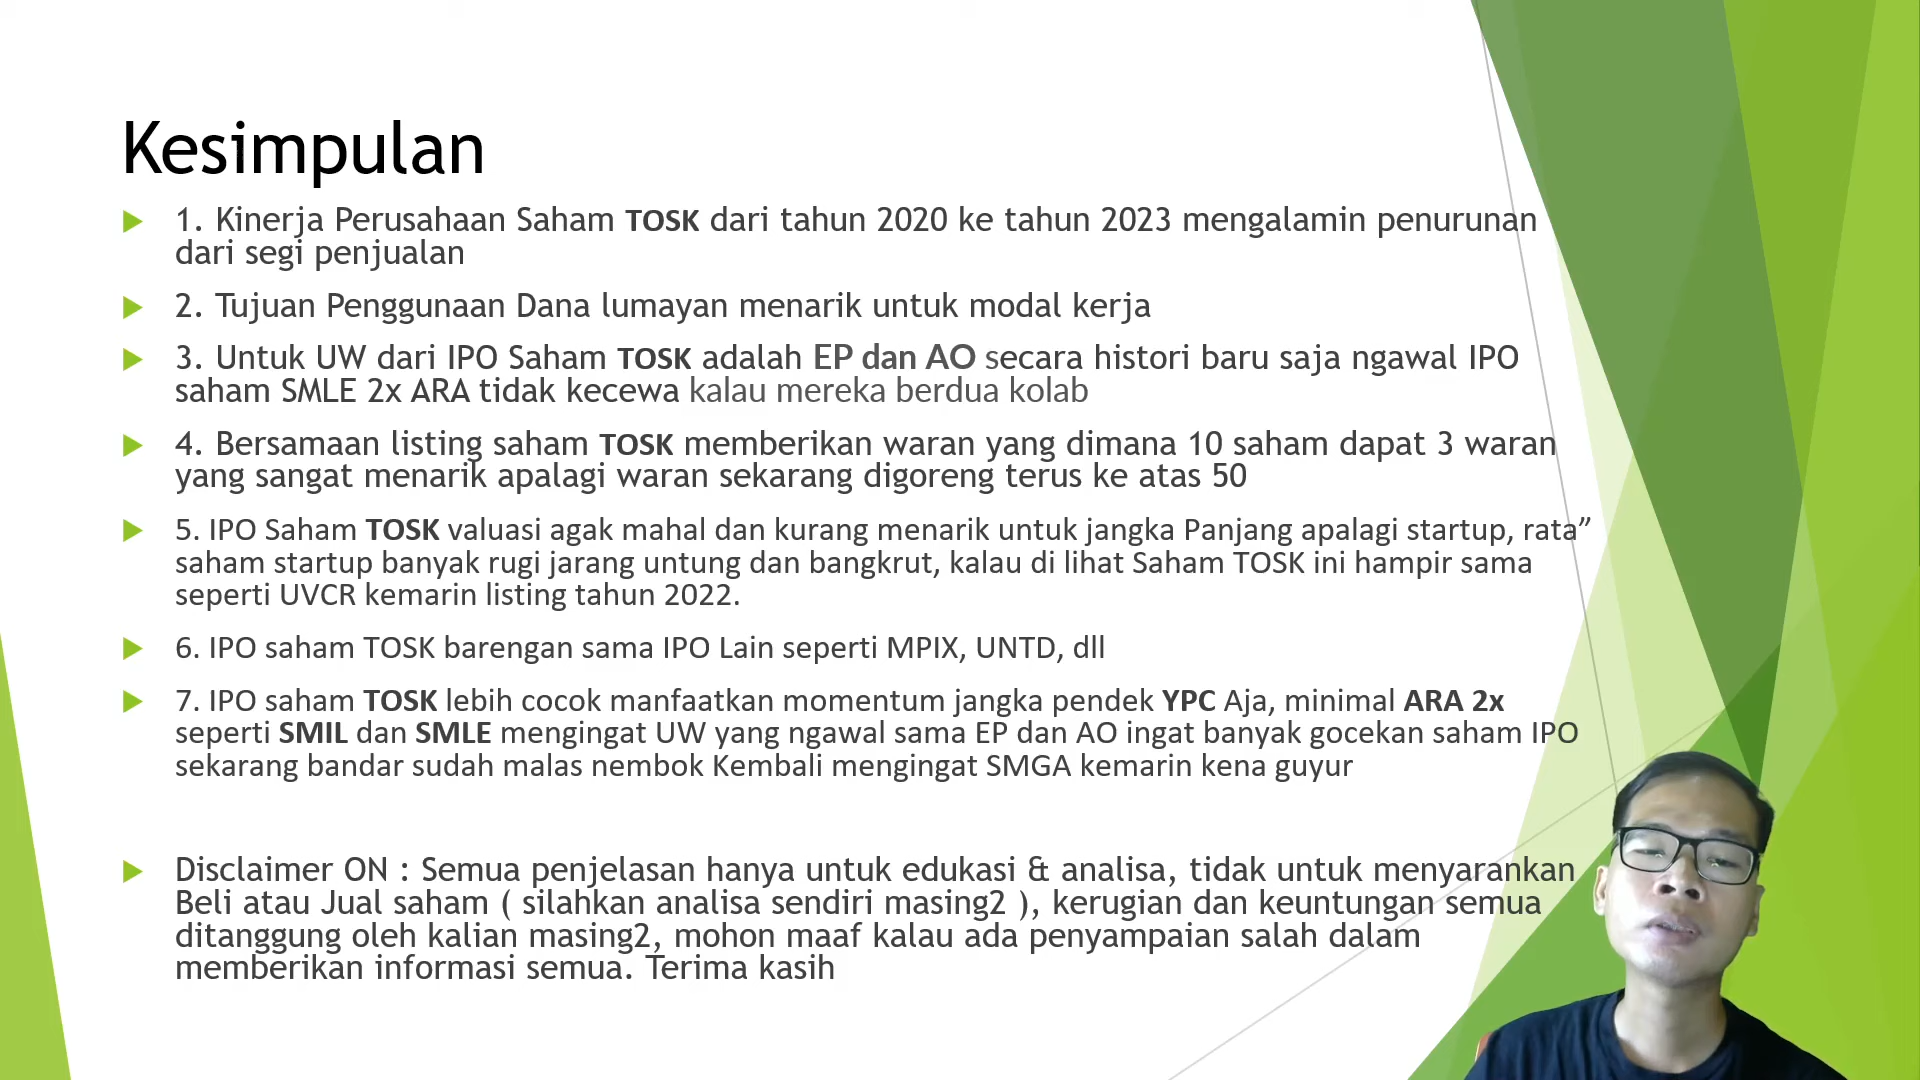 Kesimpulan
1. Kinerja Perusahaan Saham TOSK dari tahun 2020 ke tahun 2023 mengalamin penurunan
dari segi penjualan
2. Tujuan Penggunaan Dana lumayan menarik untuk modal kerja
3. Untuk UW dari IPO Saham TOSK adalah EP dan AO secara histori baru saja ngawal IPO
saham SMLE 2x ARA tidak kecewa kalau mereka berdua kolab
4. Bersamaan listing saham TOSK memberikan waran yang dimana 10 saham dapat 3 waran
yang sangat menarik apalagi waran sekarang digoreng terus ke atas 50
5. IPO Saham TOSK valuasi agak mahal dan kurang menarik untuk jangka Panjang apalagi startup, rata”
saham startup banyak rugi jarang untung dan bangkrut, kalau di lihat Saham TOSK ini hampir sama
seperti UVCR kemarin listing tahun 2022.
6. IPO saham TOSK barengan sama IPO Lain seperti MPIX, UNTD, dll
7. IPO saham TOSK lebih cocok manfaatkan momentum jangka pendek YPC Aja, minimal ARA 2x
seperti SMIL dan SMLE mengingat UW yang ngawal sama EP dan AO ingat banyak gocekan saham IPO
sekarang bandar sudah malas nembok Kembali mengingat SMGA kemarin kena guyur
Disclaimer ON : Semua penjelasan hanya untuk edukasi & analisa, tidak untuk menyarankan
Beli atau Jual saham ( silahkan analisa sendiri masing2 ), kerugian dan keuntungan semua
ditanggung oleh kalian masing2, mohon maaf kalau ada penyampaian salah dalam
memberikan informasi semua. Terima kasih